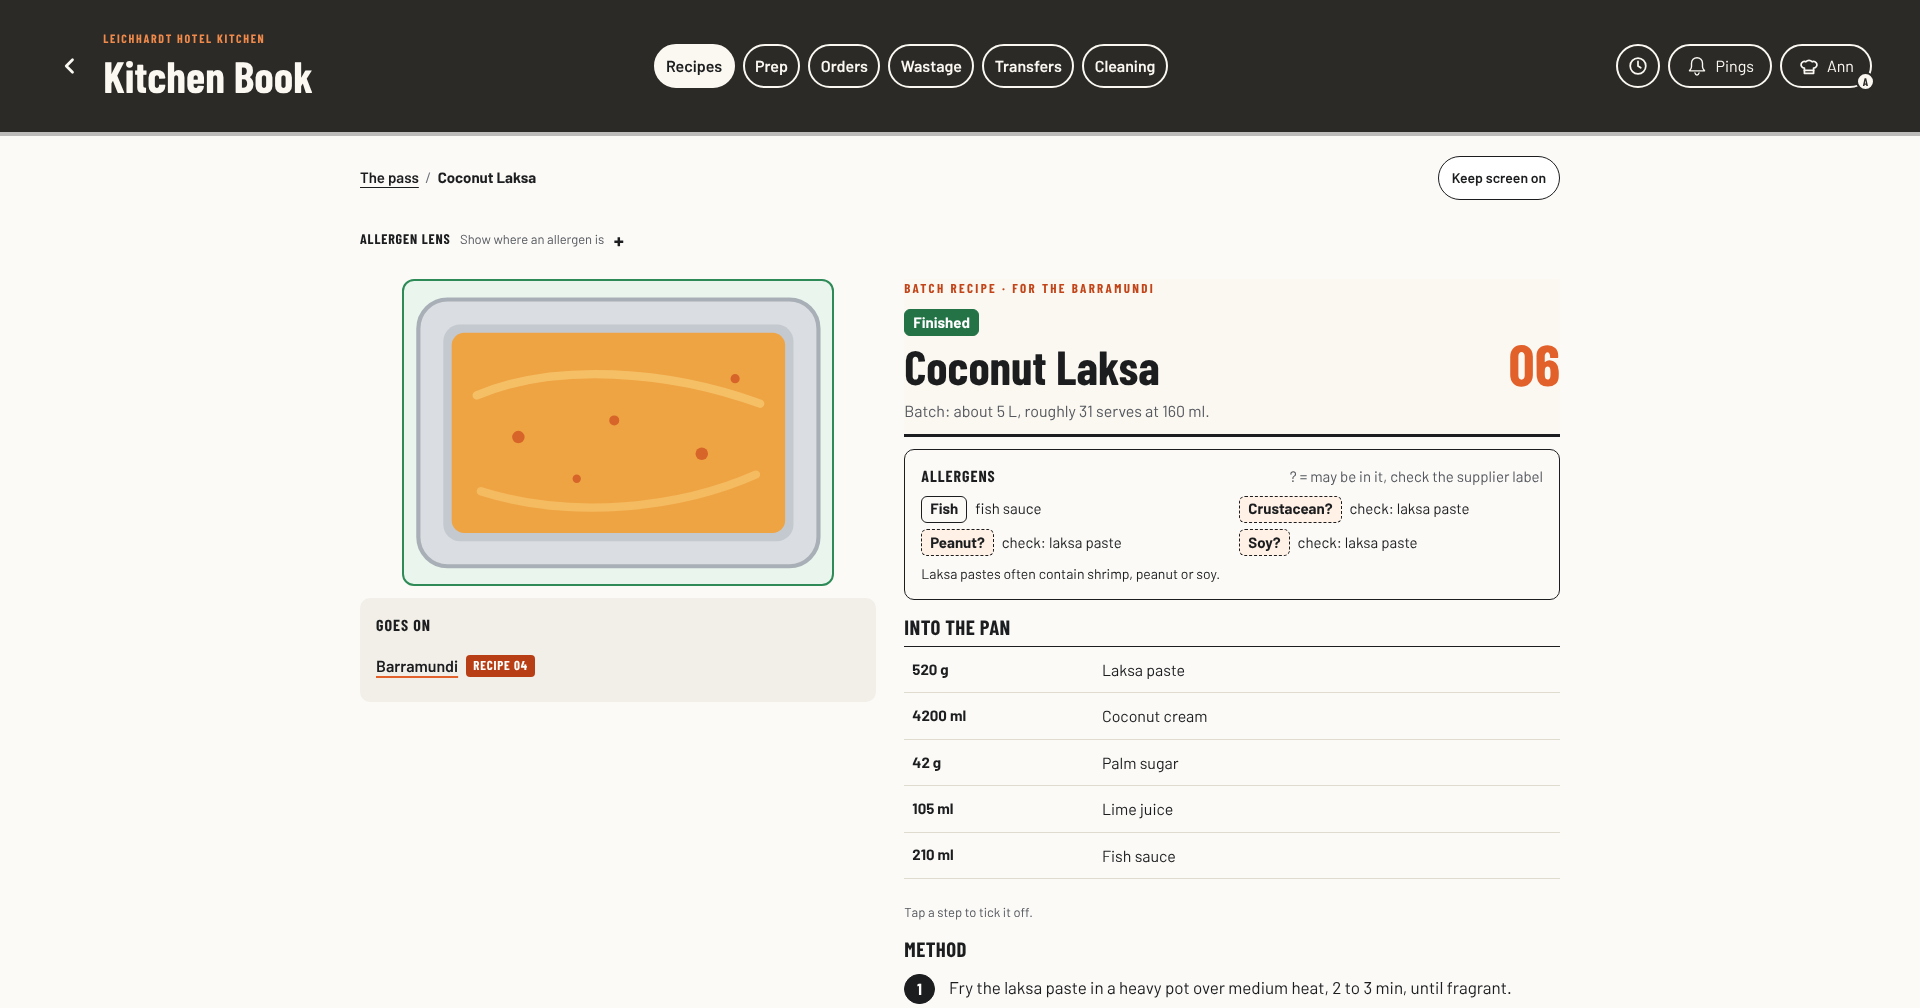 LEICHHARDT HOTEL KITCHEN
Kitchen Book
Recipes Prep Orders Wastage Transfers Cleaning
Pings
Ann
A
The pass / Coconut Laksa
Keep screen on
ALLERGEN LENS Show where an allergen is +
BATCH RECIPE · FOR THE BARRAMUNDI
Finished
Coconut Laksa 06
Batch: about 5 L, roughly 31 serves at 160 ml.
ALLERGENS ? = may be in it, check the supplier label
Fish fish sauce Crustacean? check: laksa paste
Peanut? check: laksa paste Soy? check: laksa paste
Laksa pastes often contain shrimp, peanut or soy.
GOES ON
Barramundi RECIPE 04
INTO THE PAN
520 g Laksa paste
4200 ml Coconut cream
42 g Palm sugar
105 ml Lime juice
210 ml Fish sauce
Tap a step to tick it off.
METHOD
1 Fry the laksa paste in a heavy pot over medium heat, 2 to 3 min, until fragrant.